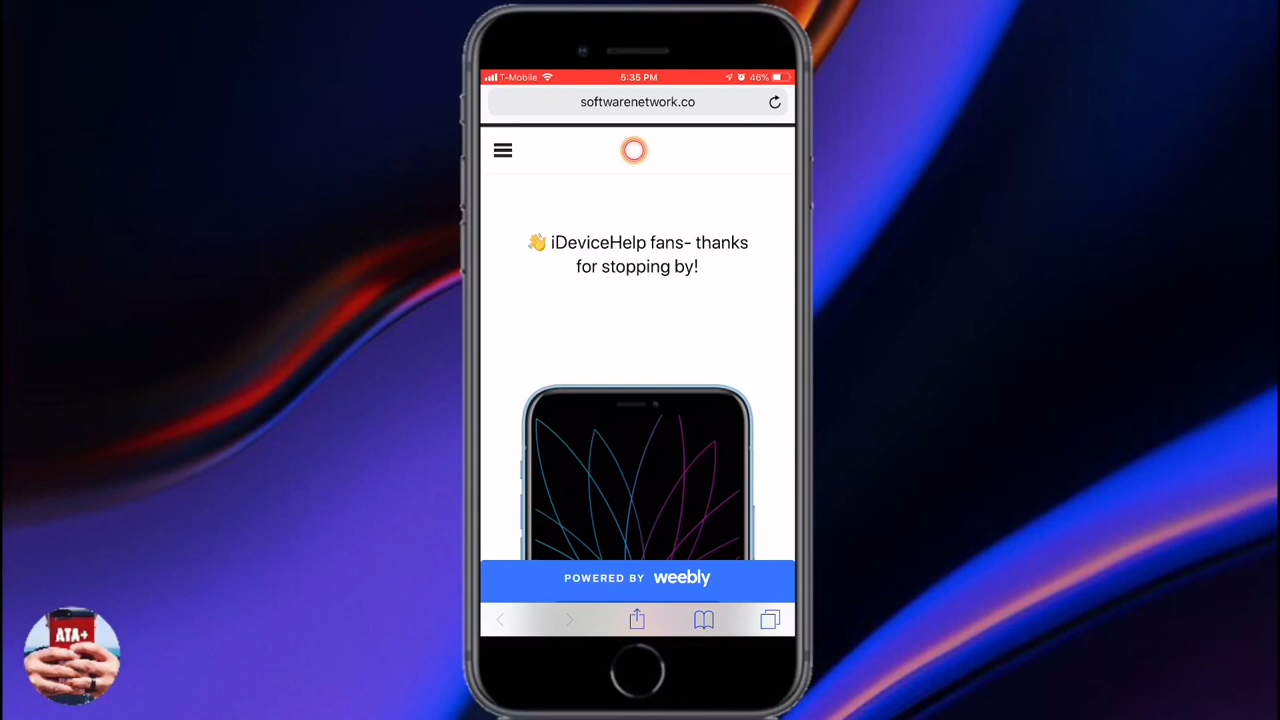 T-Mobile 5:35 PM 46%
softwarenetwork.co
👋 iDeviceHelp fans- thanks
for stopping by!
POWERED BY weebly
ATA+